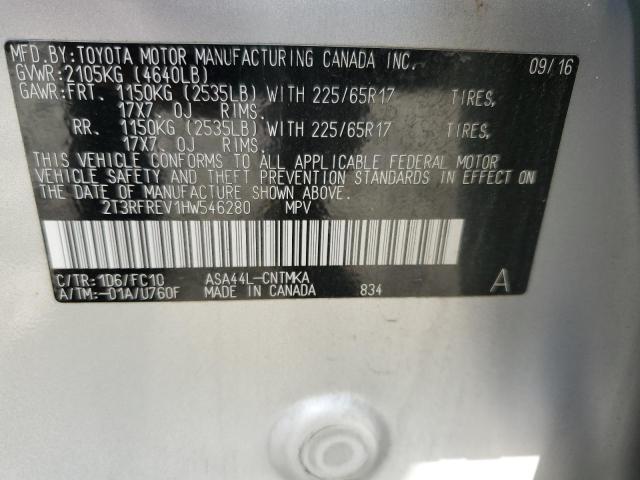 MFD.BY:TOYOTA MOTOR MANUFACTURING CANADA INC. 09/16
GVWR:2105KG (4640LB)
GAWR:FRT. 1150KG (2535LB) WITH 225/65R17 TIRES,
17X7.0J RIMS.
RR. 1150KG (2535LB) WITH 225/65R17 TIRES,
17X7.0J RIMS.
THIS VEHICLE CONFORMS TO ALL APPLICABLE FEDERAL MOTOR
VEHICLE SAFETY AND THEFT PREVENTION STANDARDS IN EFFECT ON
THE DATE OF MANUFACTURE SHOWN ABOVE.
2T3RFREV1HW546280 MPV
C/TR:1D6/FC10 ASA44L-CNTMKA
A/TM:-01A/U760F MADE IN CANADA 834 A